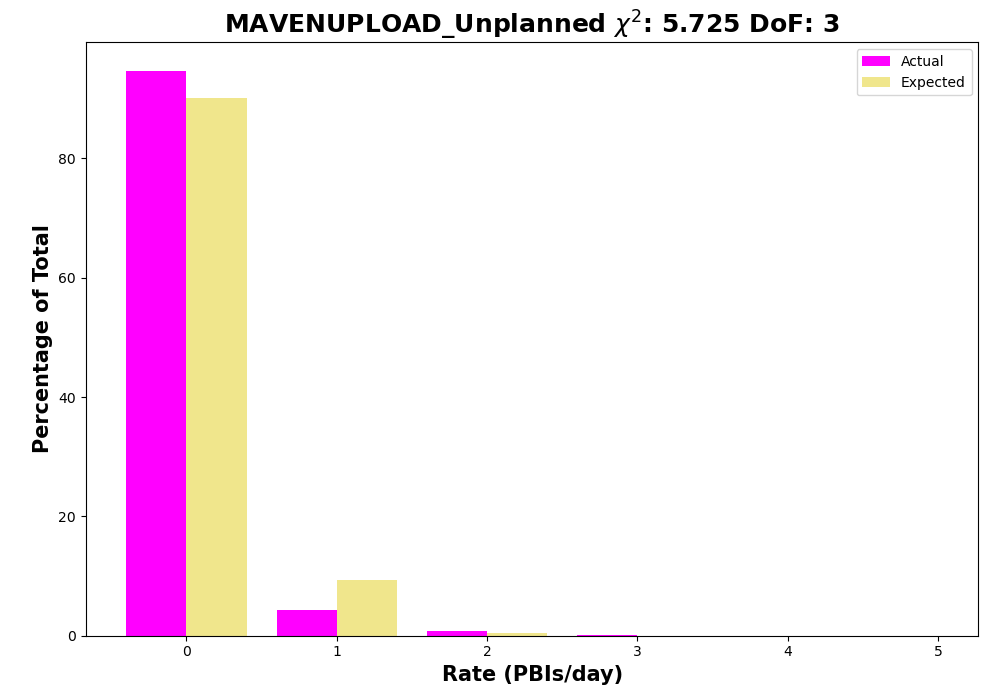 MAVENUPLOAD_Unplanned χ²: 5.725 DoF: 3
Actual
Expected
Percentage of Total
80
60
40
20
0
0 1 2 3 4 5
Rate (PBIs/day)